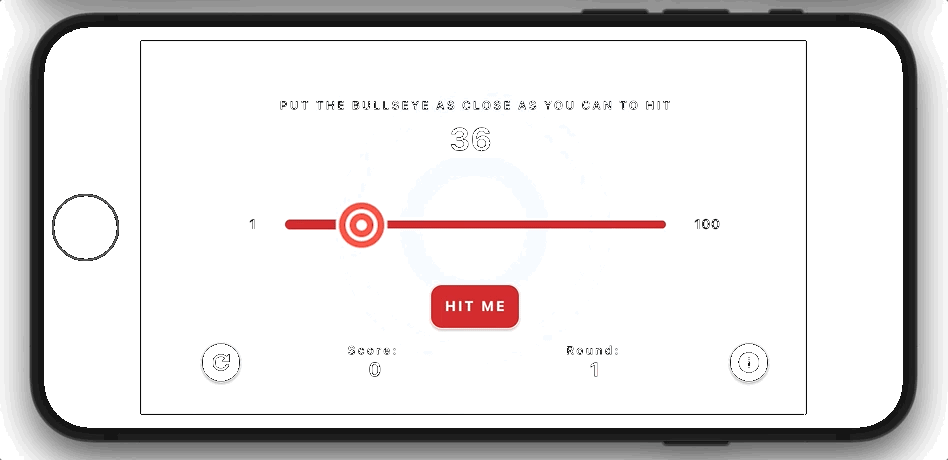 PUT THE BULLSEYE AS CLOSE AS YOU CAN TO HIT
36
1
100
HIT ME
Score:
0
Round:
1